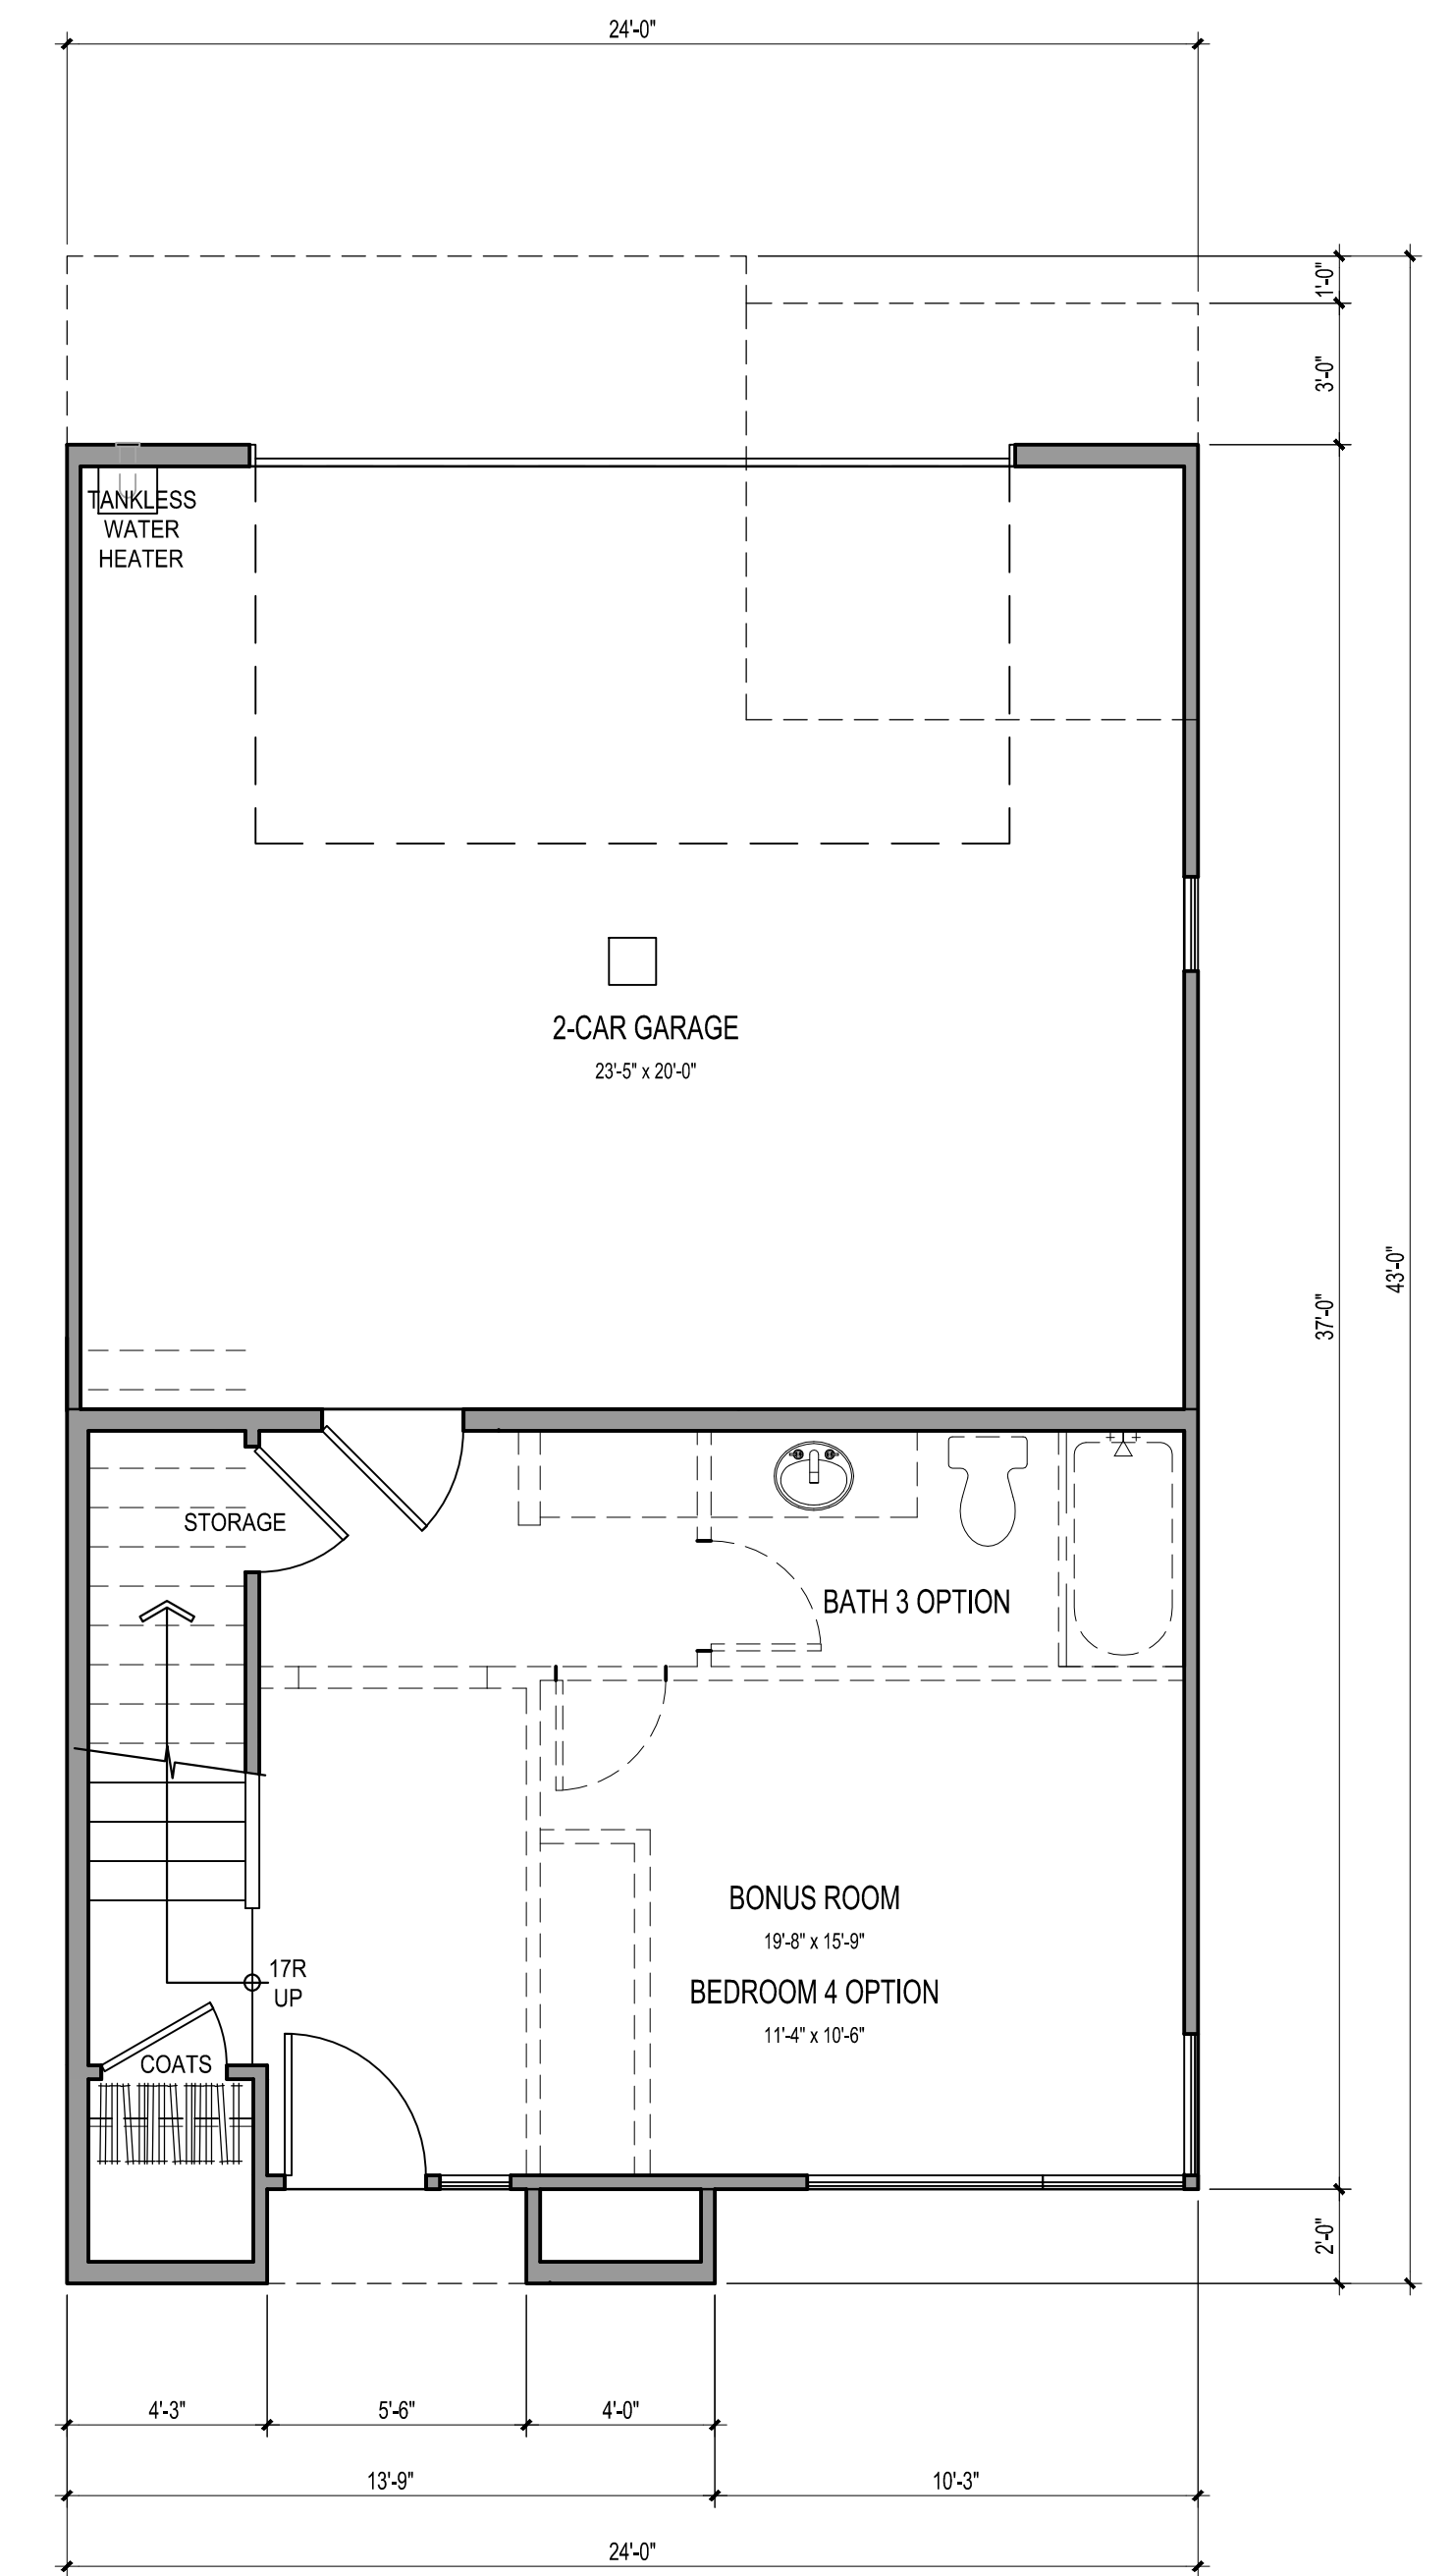 24'-0"
1'-0"
3'-0"
TANKLESS
WATER
HEATER
2-CAR GARAGE
23'-5" x 20'-0"
43'-0"
37'-0"
STORAGE
BATH 3 OPTION
BONUS ROOM
19'-8" x 15'-9"
BEDROOM 4 OPTION
11'-4" x 10'-6"
17R
UP
COATS
2'-0"
4'-3"
5'-6"
4'-0"
13'-9"
10'-3"
24'-0"